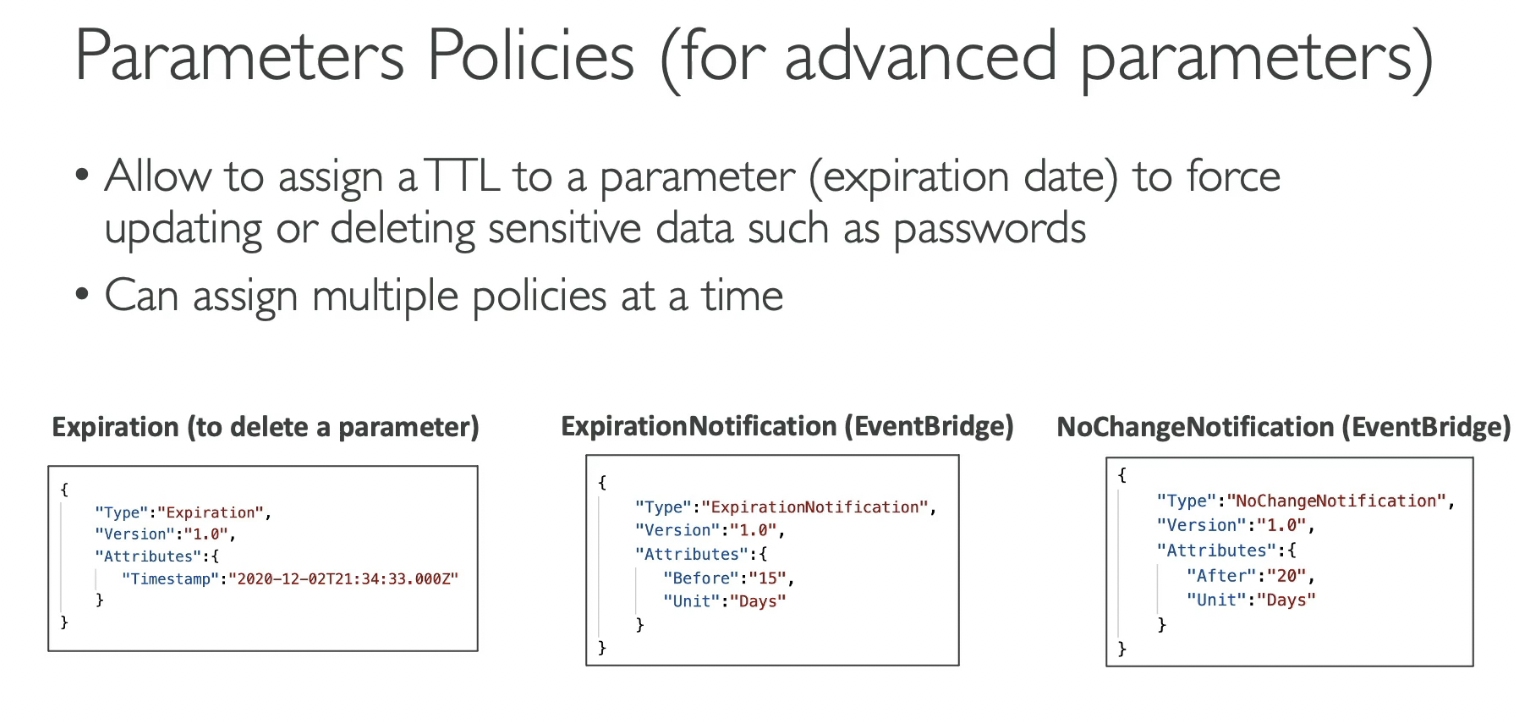 Parameters Policies (for advanced parameters)
• Allow to assign a TTL to a parameter (expiration date) to force
updating or deleting sensitive data such as passwords
• Can assign multiple policies at a time
Expiration (to delete a parameter)
{
"Type":"Expiration",
"Version":"1.0",
"Attributes":{
"Timestamp":"2020-12-02T21:34:33.000Z"
}
}
ExpirationNotification (EventBridge)
{
"Type":"ExpirationNotification",
"Version":"1.0",
"Attributes":{
"Before":"15",
"Unit":"Days"
}
}
NoChangeNotification (EventBridge)
{
"Type":"NoChangeNotification",
"Version":"1.0",
"Attributes":{
"After":"20",
"Unit":"Days"
}
}